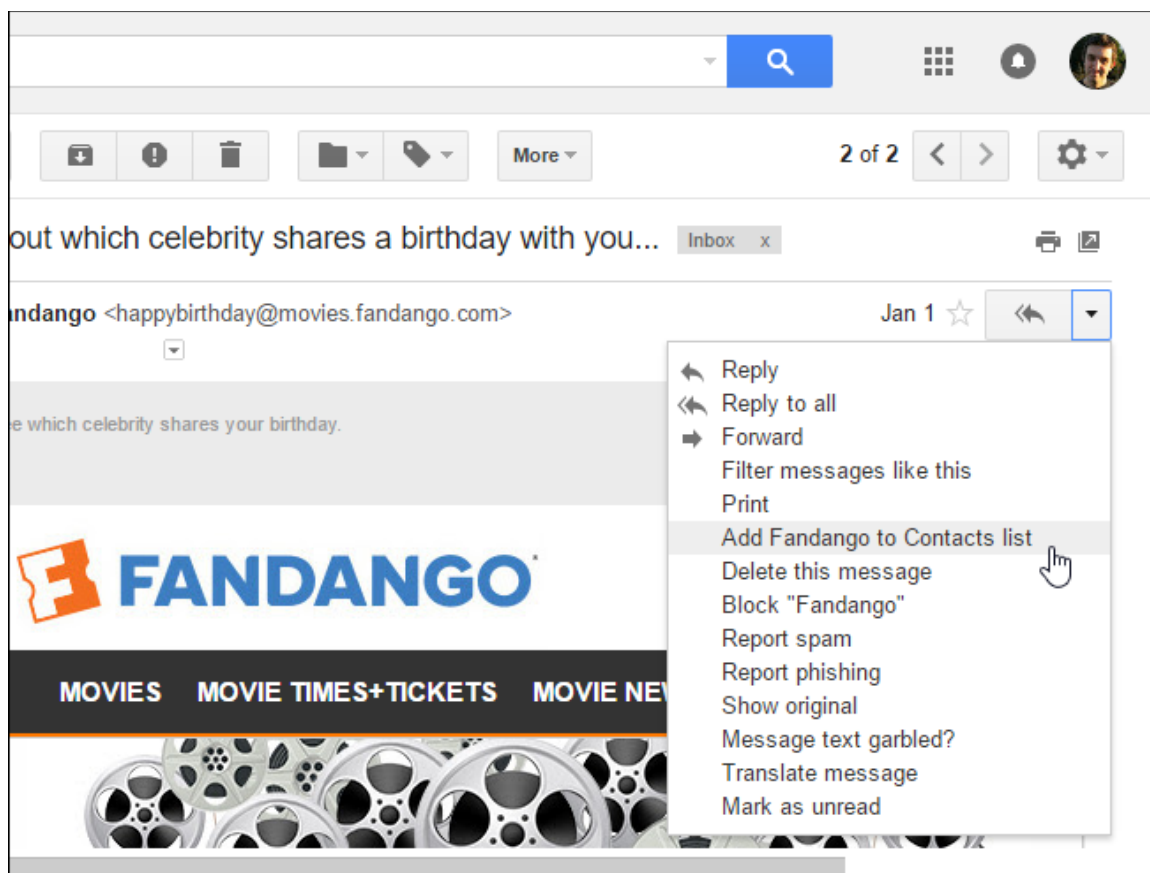 More
2 of 2
out which celebrity shares a birthday with you... Inbox x
andango <happybirthday@movies.fandango.com>
Jan 1
e which celebrity shares your birthday.
Reply
Reply to all
Forward
Filter messages like this
Print
Add Fandango to Contacts list
Delete this message
Block "Fandango"
Report spam
Report phishing
Show original
Message text garbled?
Translate message
Mark as unread
FANDANGO
MOVIES MOVIE TIMES+TICKETS MOVIE NE